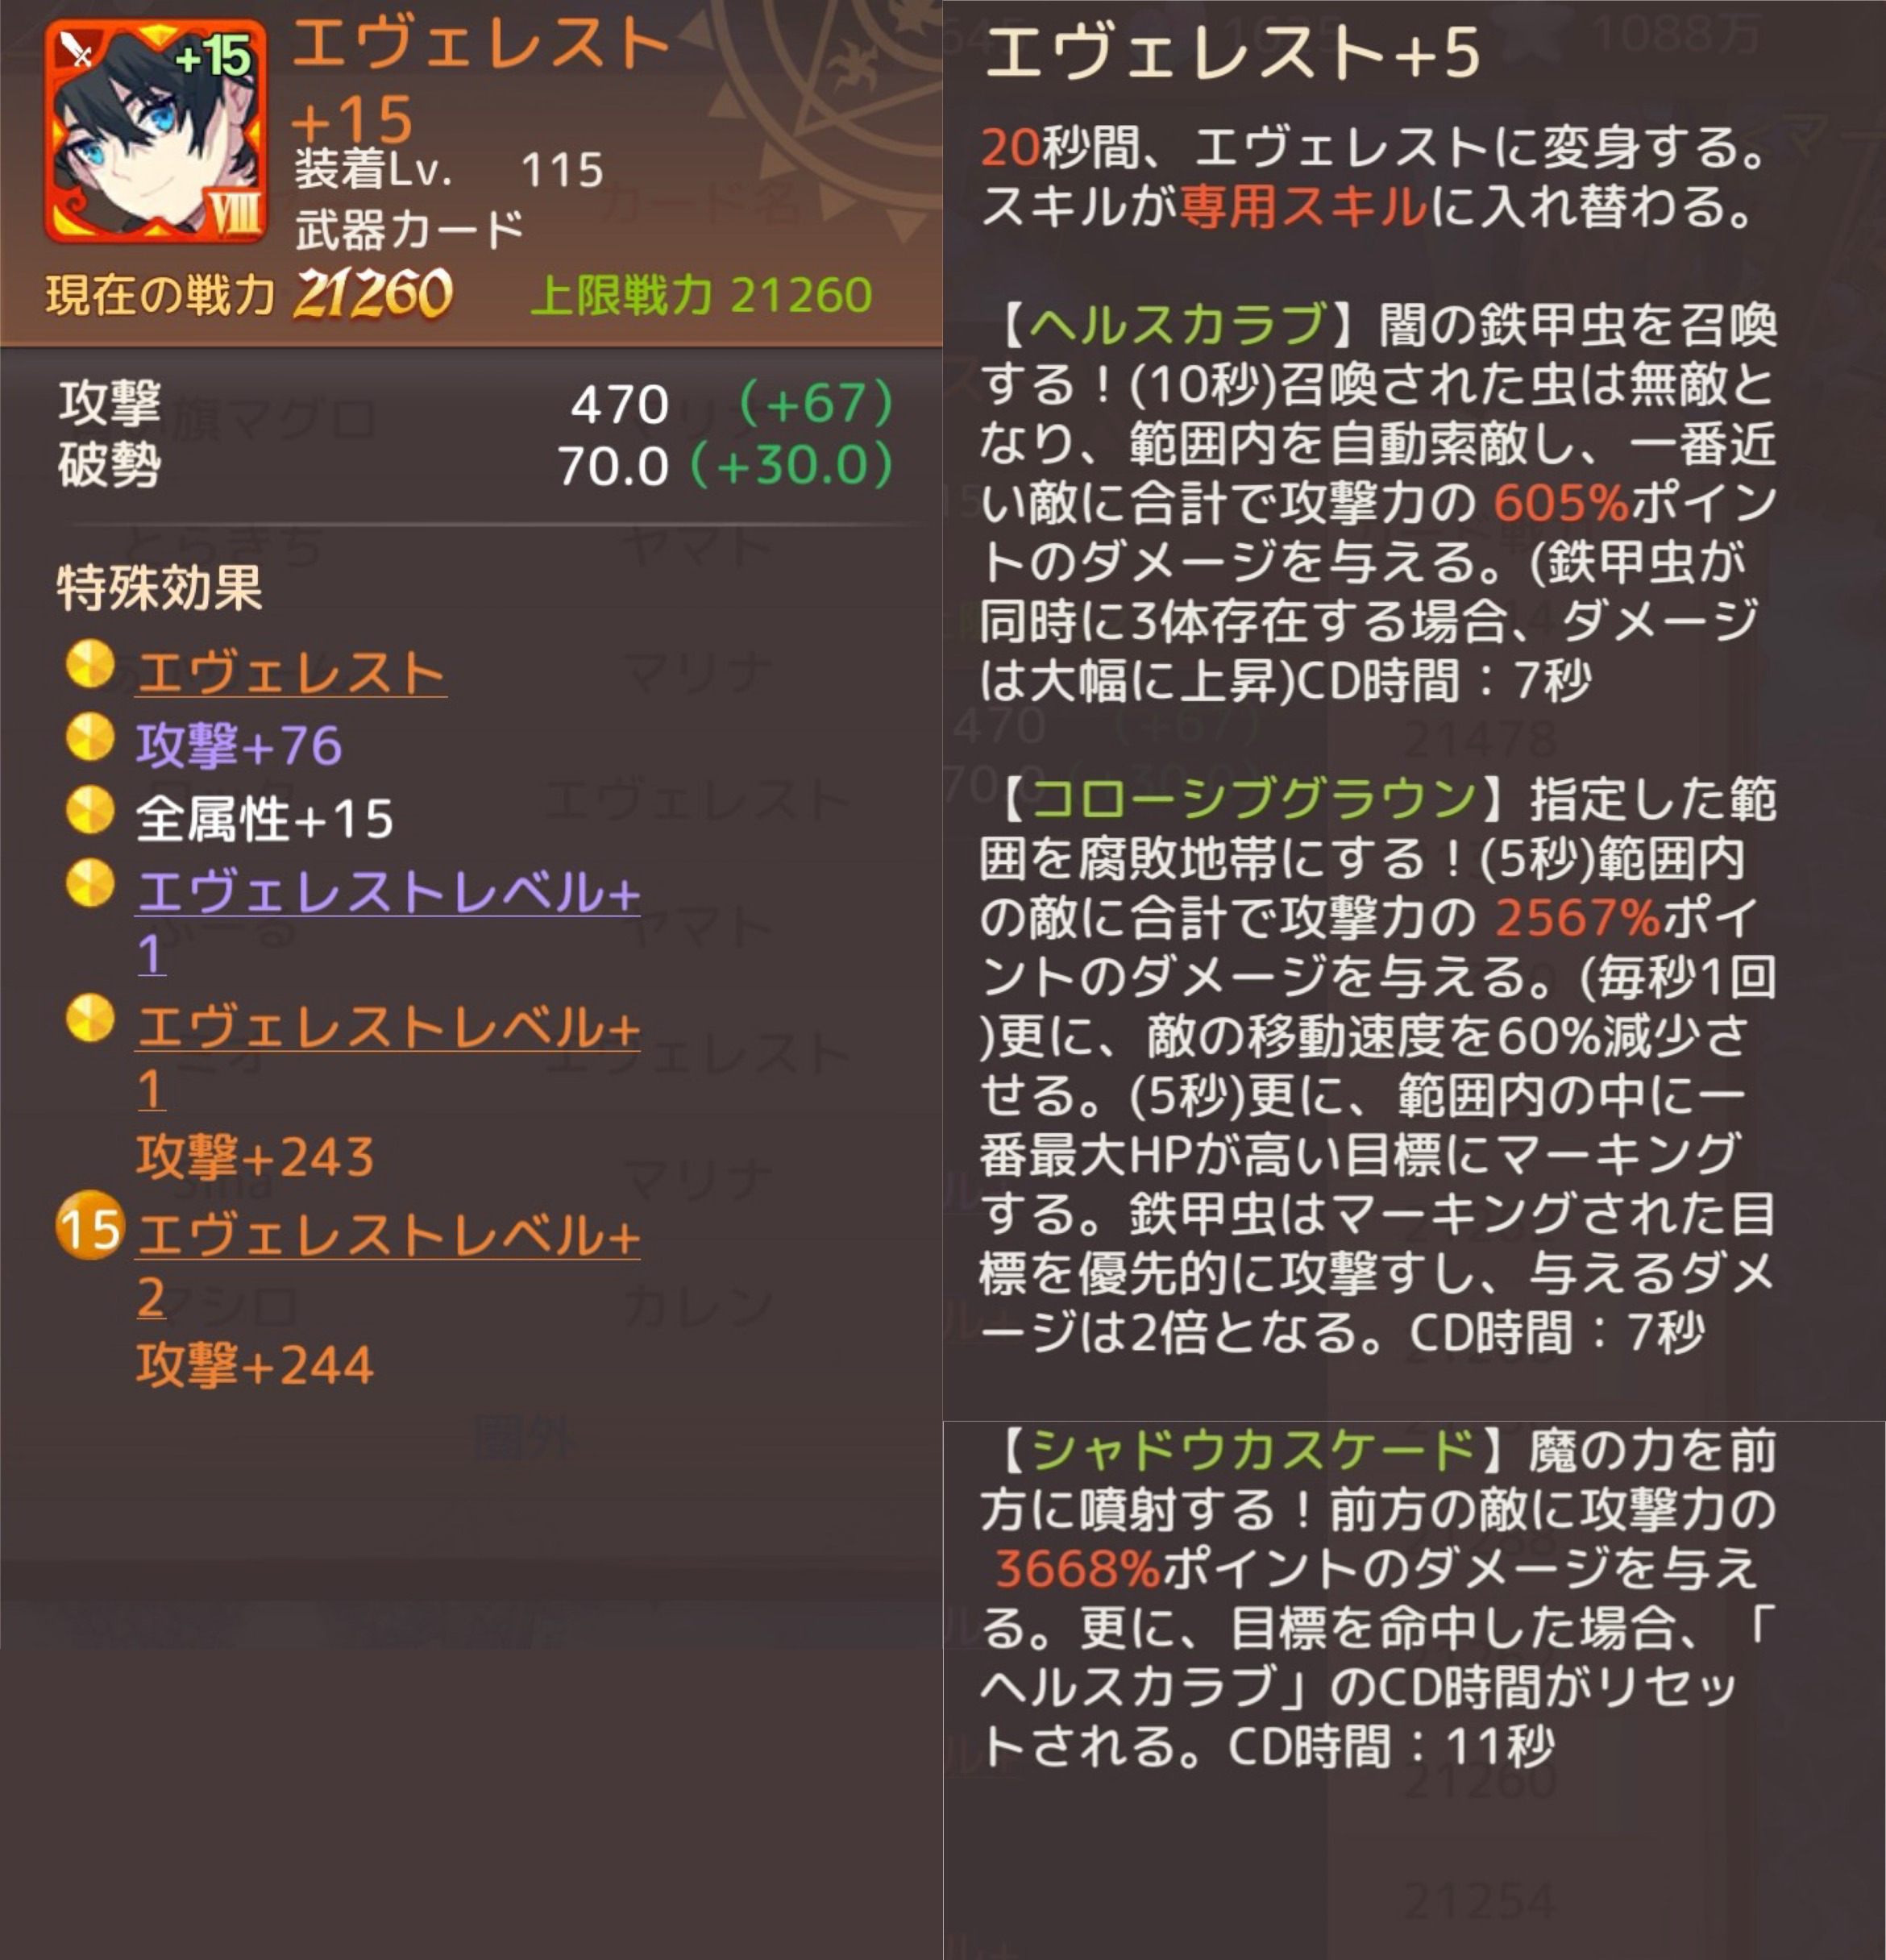 +15
VIII
エヴェレスト
+15
装着Lv. 115
武器カード
現在の戦力 21260 上限戦力 21260
攻撃 470 (+67)
破勢 70.0 (+30.0)
特殊効果
エヴェレスト
攻撃+76
全属性+15
エヴェレストレベル+
1
エヴェレストレベル+
1
攻撃+243
15 エヴェレストレベル+
2
攻撃+244
エヴェレスト+5
20秒間、エヴェレストに変身する。
スキルが専用スキルに入れ替わる。
【ヘルスカラブ】闇の鉄甲虫を召喚
する！(10秒)召喚された虫は無敵と
なり、範囲内を自動索敵し、一番近
い敵に合計で攻撃力の 605%ポイン
トのダメージを与える。(鉄甲虫が
同時に3体存在する場合、ダメージ
は大幅に上昇)CD時間：7秒
【コローシブグラウン】指定した範
囲を腐敗地帯にする！(5秒)範囲内
の敵に合計で攻撃力の 2567%ポイ
ントのダメージを与える。(毎秒1回
)更に、敵の移動速度を60%減少さ
せる。(5秒)更に、範囲内の中に一
番最大HPが高い目標にマーキング
する。鉄甲虫はマーキングされた目
標を優先的に攻撃すし、与えるダメ
ージは2倍となる。CD時間：7秒
【シャドウカスケード】魔の力を前
方に噴射する！前方の敵に攻撃力の
3668%ポイントのダメージを与え
る。更に、目標を命中した場合、「
ヘルスカラブ」のCD時間がリセッ
トされる。CD時間：11秒